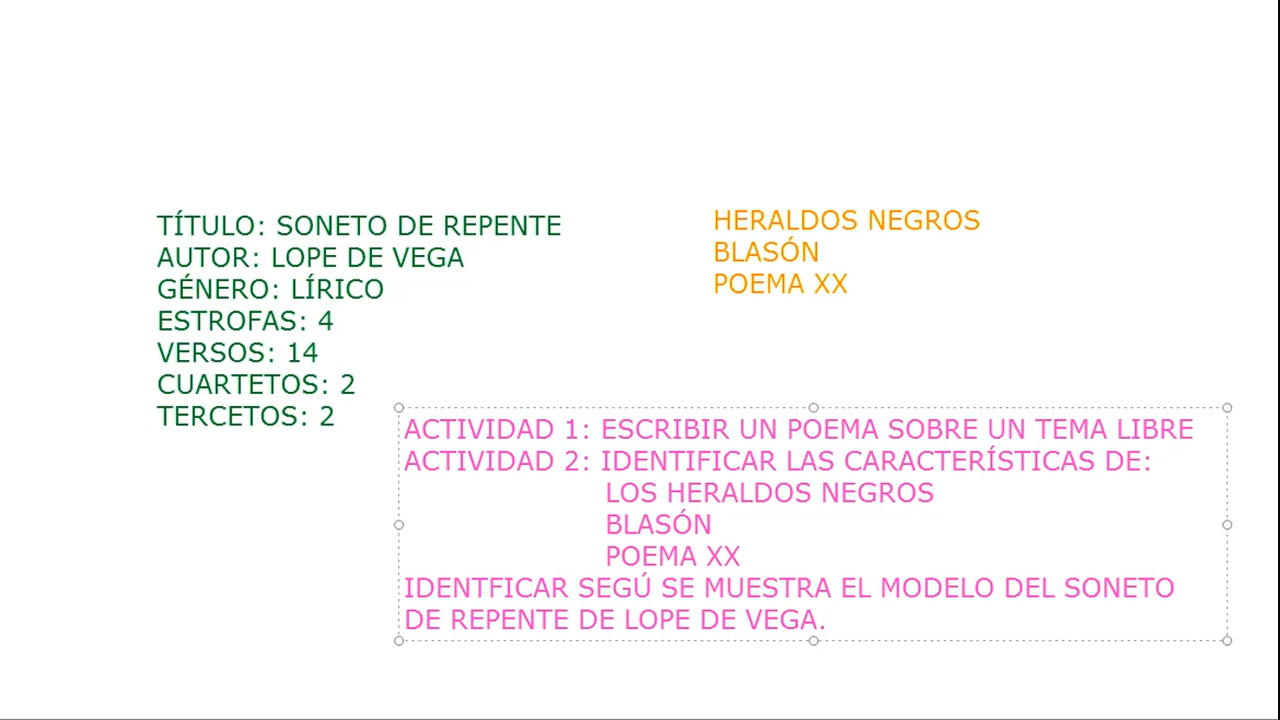 TÍTULO: SONETO DE REPENTE
AUTOR: LOPE DE VEGA
GÉNERO: LÍRICO
ESTROFAS: 4
VERSOS: 14
CUARTETOS: 2
TERCETOS: 2
HERALDOS NEGROS
BLASÓN
POEMA XX
ACTIVIDAD 1: ESCRIBIR UN POEMA SOBRE UN TEMA LIBRE
ACTIVIDAD 2: IDENTIFICAR LAS CARACTERÍSTICAS DE:
LOS HERALDOS NEGROS
BLASÓN
POEMA XX
IDENTFICAR SEGÚ SE MUESTRA EL MODELO DEL SONETO
DE REPENTE DE LOPE DE VEGA.